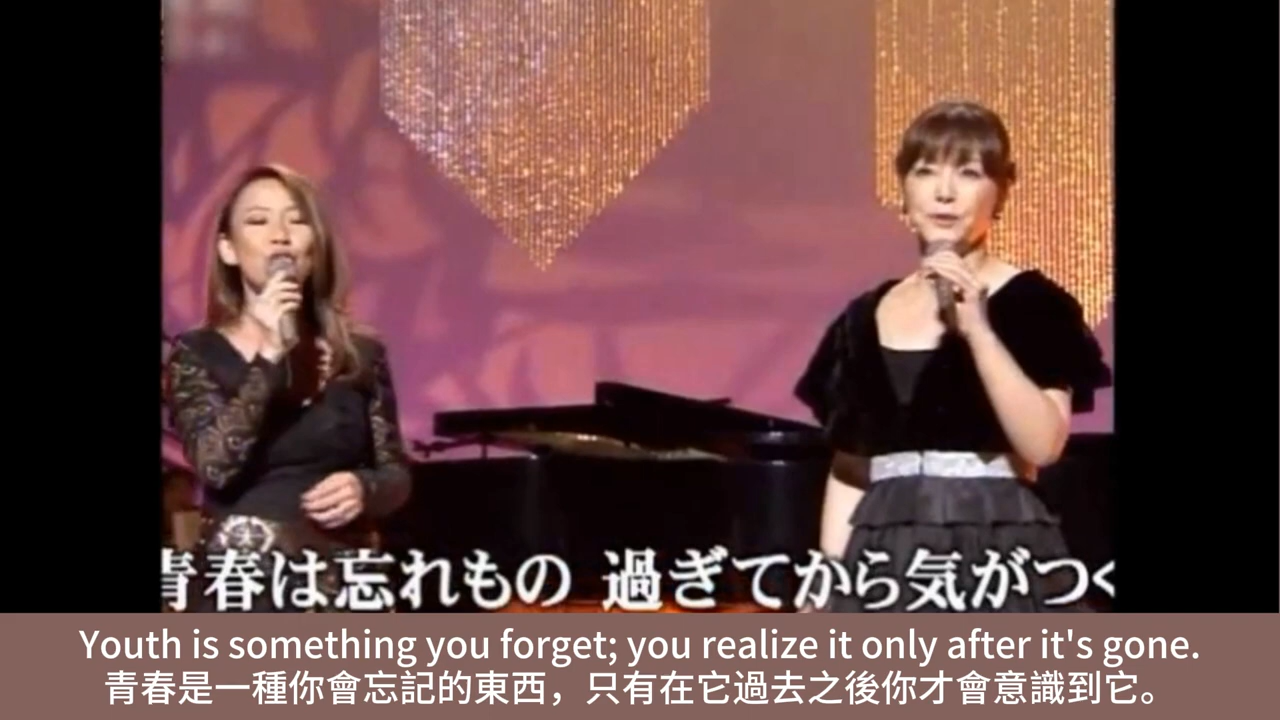 青春は忘れもの 過ぎてから気がつく
Youth is something you forget; you realize it only after it's gone.
青春是一種你會忘記的東西，只有在它過去之後你才會意識到它。